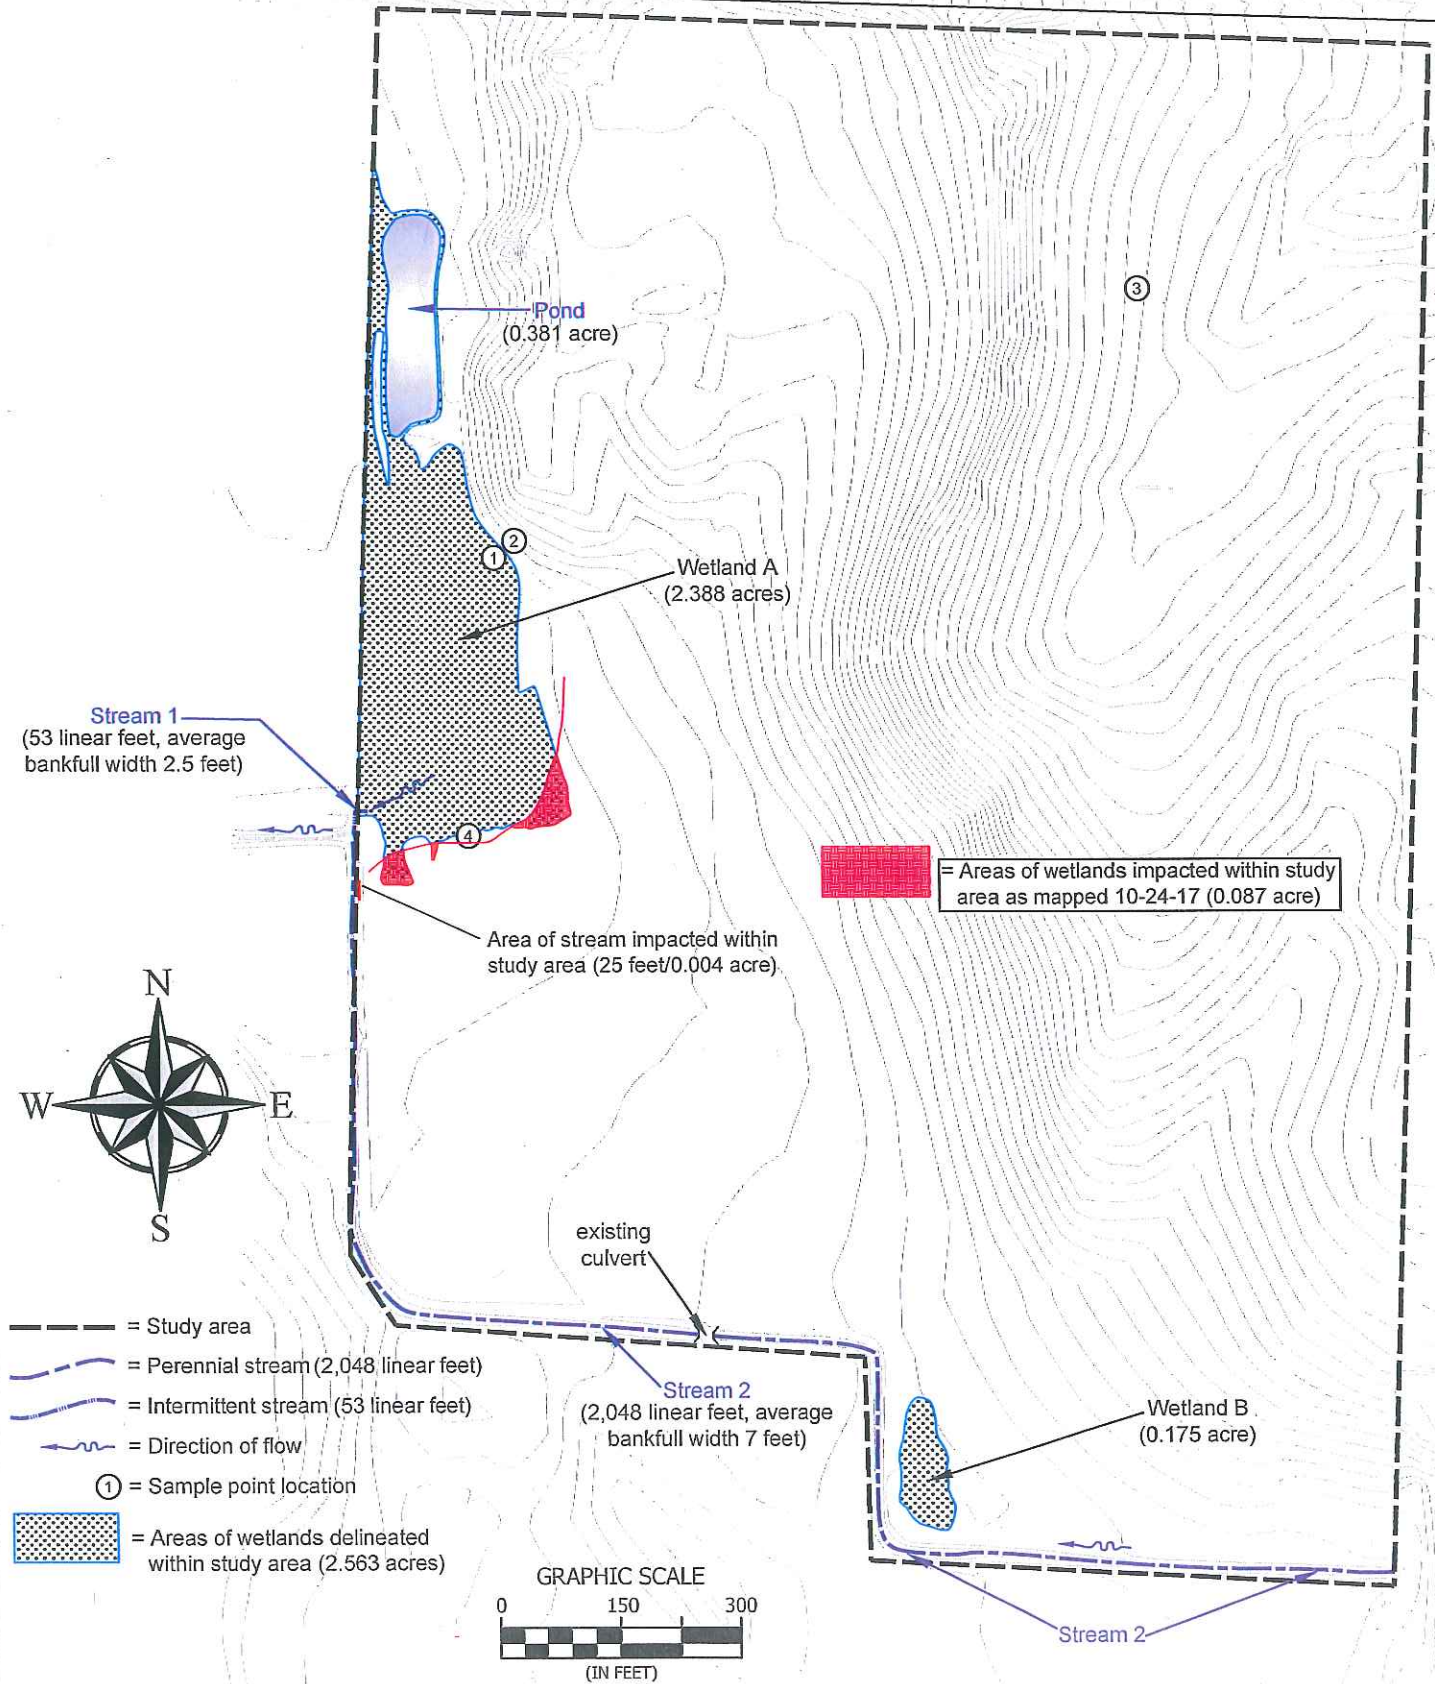 Pond
(0.381 acre)
3
2
1
Wetland A
(2.388 acres)
Stream 1
(53 linear feet, average
bankfull width 2.5 feet)
4
= Areas of wetlands impacted within study
area as mapped 10-24-17 (0.087 acre)
Area of stream impacted within
study area (25 feet/0.004 acre)
N
W
E
S
existing
culvert
= Study area
= Perennial stream (2,048 linear feet)
= Intermittent stream (53 linear feet)
= Direction of flow
1 = Sample point location
= Areas of wetlands delineated
within study area (2.563 acres)
Stream 2
(2,048 linear feet, average
bankfull width 7 feet)
Wetland B
(0.175 acre)
GRAPHIC SCALE
0 150 300
(IN FEET)
Stream 2